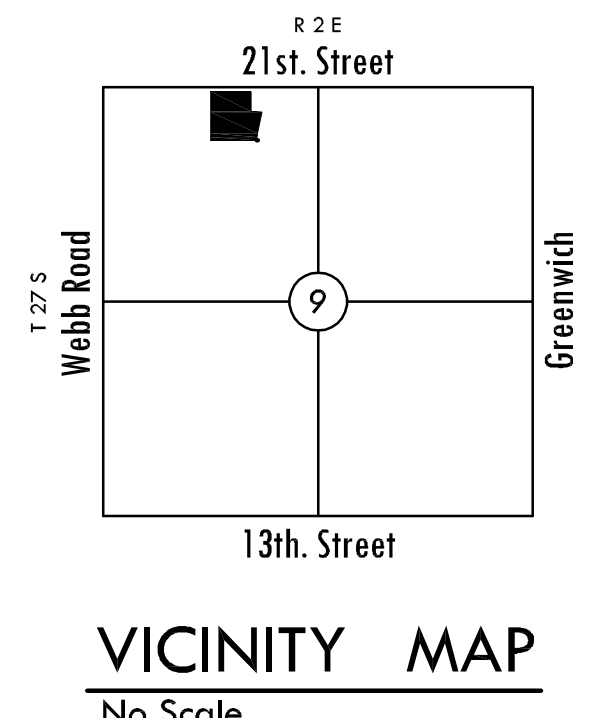 R 2 E
21st. Street
T 27 S
Webb Road
9
Greenwich
13th. Street
VICINITY MAP
No Scale